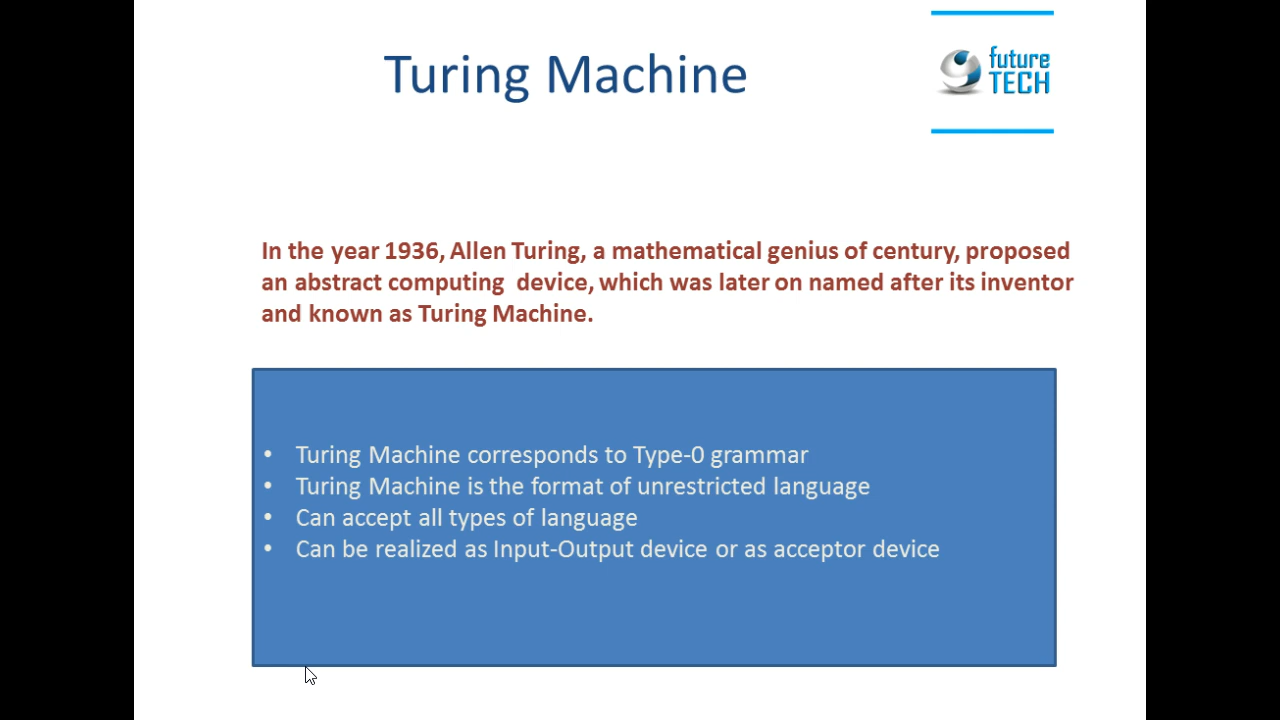 Turing Machine
future
TECH
In the year 1936, Allen Turing, a mathematical genius of century, proposed
an abstract computing  device, which was later on named after its inventor
and known as Turing Machine.
• Turing Machine corresponds to Type-0 grammar
• Turing Machine is the format of unrestricted language
• Can accept all types of language
• Can be realized as Input-Output device or as acceptor device